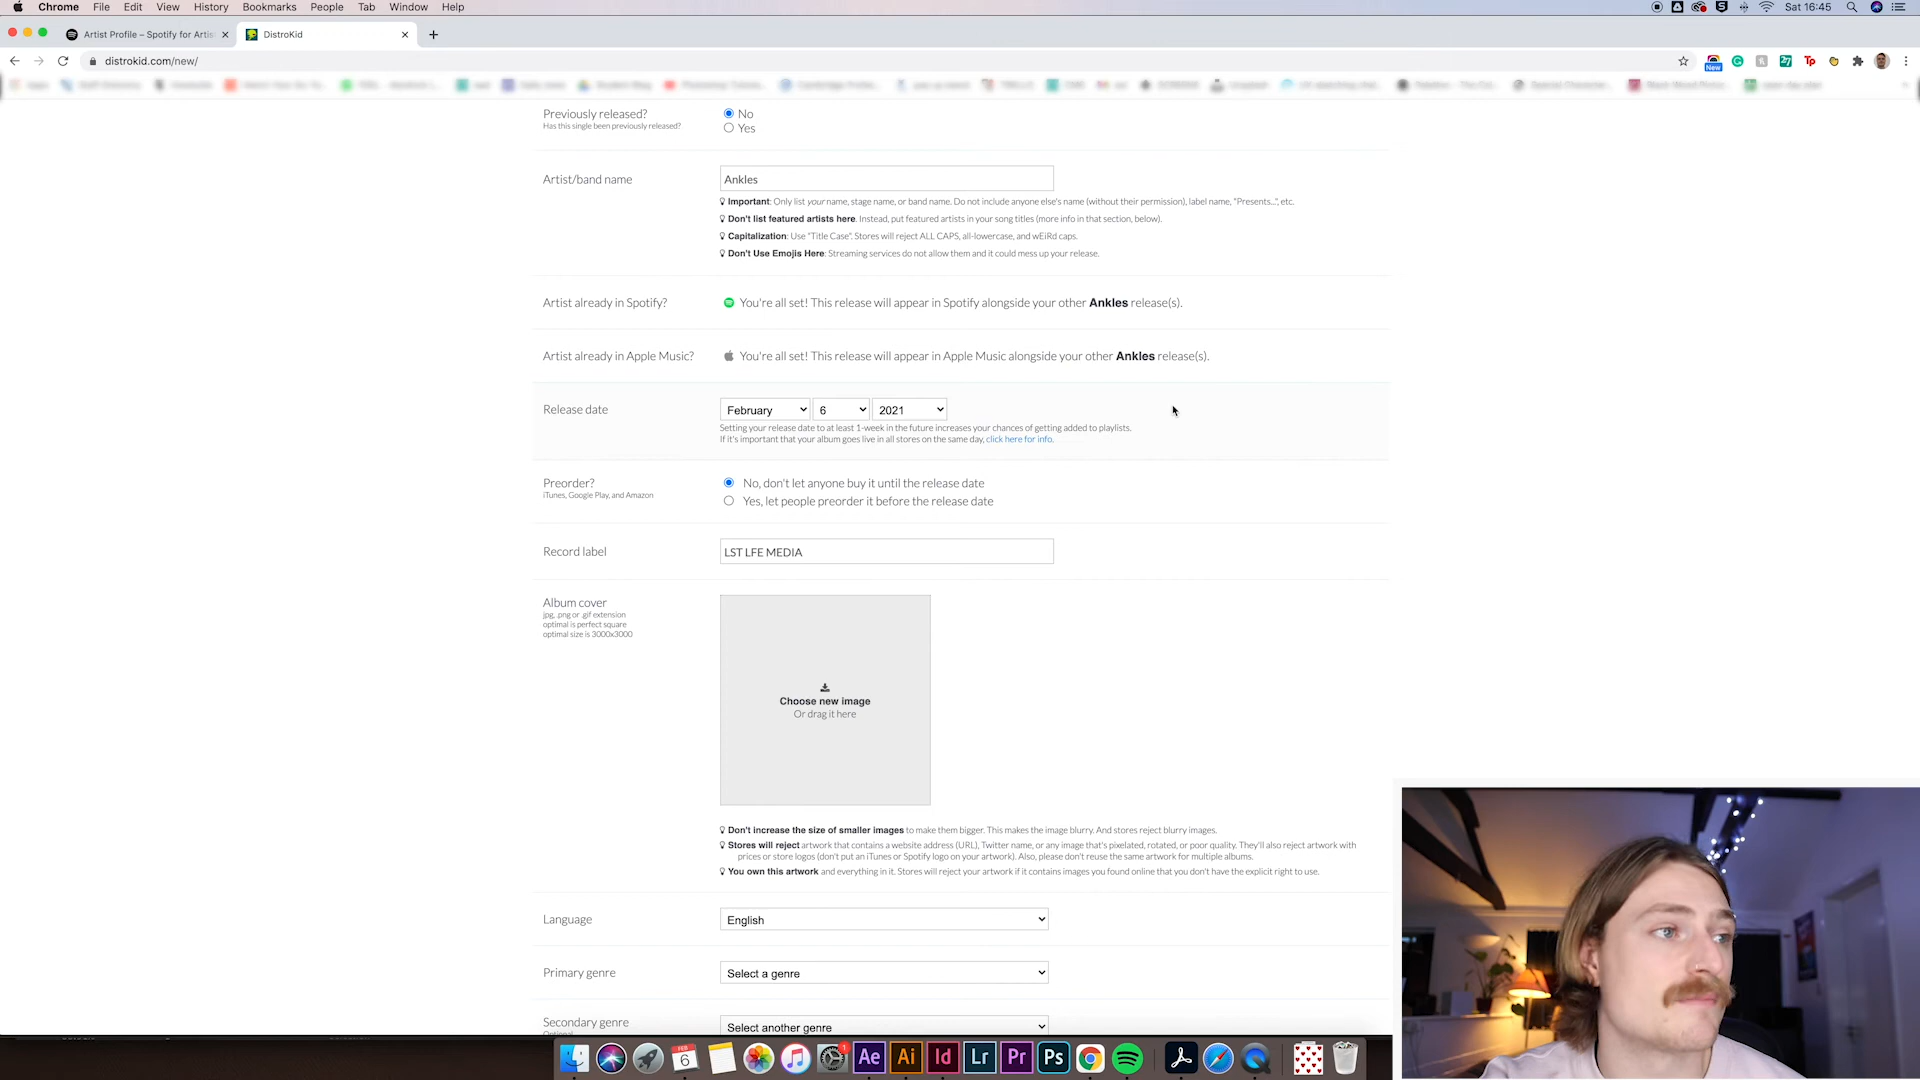 Chrome File Edit View History Bookmarks People Tab Window Help
Sat 16:45
Artist Profile – Spotify for Artis
DistroKid
distrokid.com/new/
New
Previously released?
Has this single been previously released?
No
Yes
Artist/band name
Ankles
Important: Only list your name, stage name, or band name. Do not include anyone else's name (without their permission), label name, "Presents...", etc.
Don't list featured artists here. Instead, put featured artists in your song titles (more info in that section, below).
Capitalization: Use "Title Case". Stores will reject ALL CAPS, all-lowercase, and wEiRd caps.
Don't Use Emojis Here: Streaming services do not allow them and it could mess up your release.
Artist already in Spotify?
You're all set! This release will appear in Spotify alongside your other Ankles release(s).
Artist already in Apple Music?
You're all set! This release will appear in Apple Music alongside your other Ankles release(s).
Release date
February 6 2021
Setting your release date to at least 1-week in the future increases your chances of getting added to playlists.
If it's important that your album goes live in all stores on the same day, click here for info.
Preorder?
iTunes, Google Play, and Amazon
No, don't let anyone buy it until the release date
Yes, let people preorder it before the release date
Record label
LST LFE MEDIA
Album cover
jpg, .png or .gif extension
optimal is perfect square
optimal size is 3000x3000
Choose new image
Or drag it here
Don't increase the size of smaller images to make them bigger. This makes the image blurry. And stores reject blurry images.
Stores will reject artwork that contains a website address (URL), Twitter name, or any image that's pixelated, rotated, or poor quality. They'll also reject artwork with
prices or store logos (don't put an iTunes or Spotify logo on your artwork). Also, please don't reuse the same artwork for multiple albums.
You own this artwork and everything in it. Stores will reject your artwork if it contains images you found online that you don't have the explicit right to use.
Language
English
Primary genre
Select a genre
Secondary genre
Select another genre
FEB
6
1
Ae Ai Id Lr Pr Ps